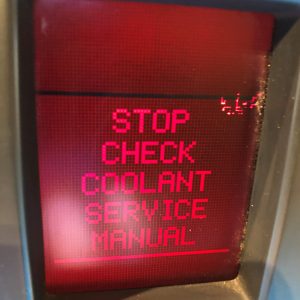 STOP
CHECK
COOLANT
SERVICE
MANUAL